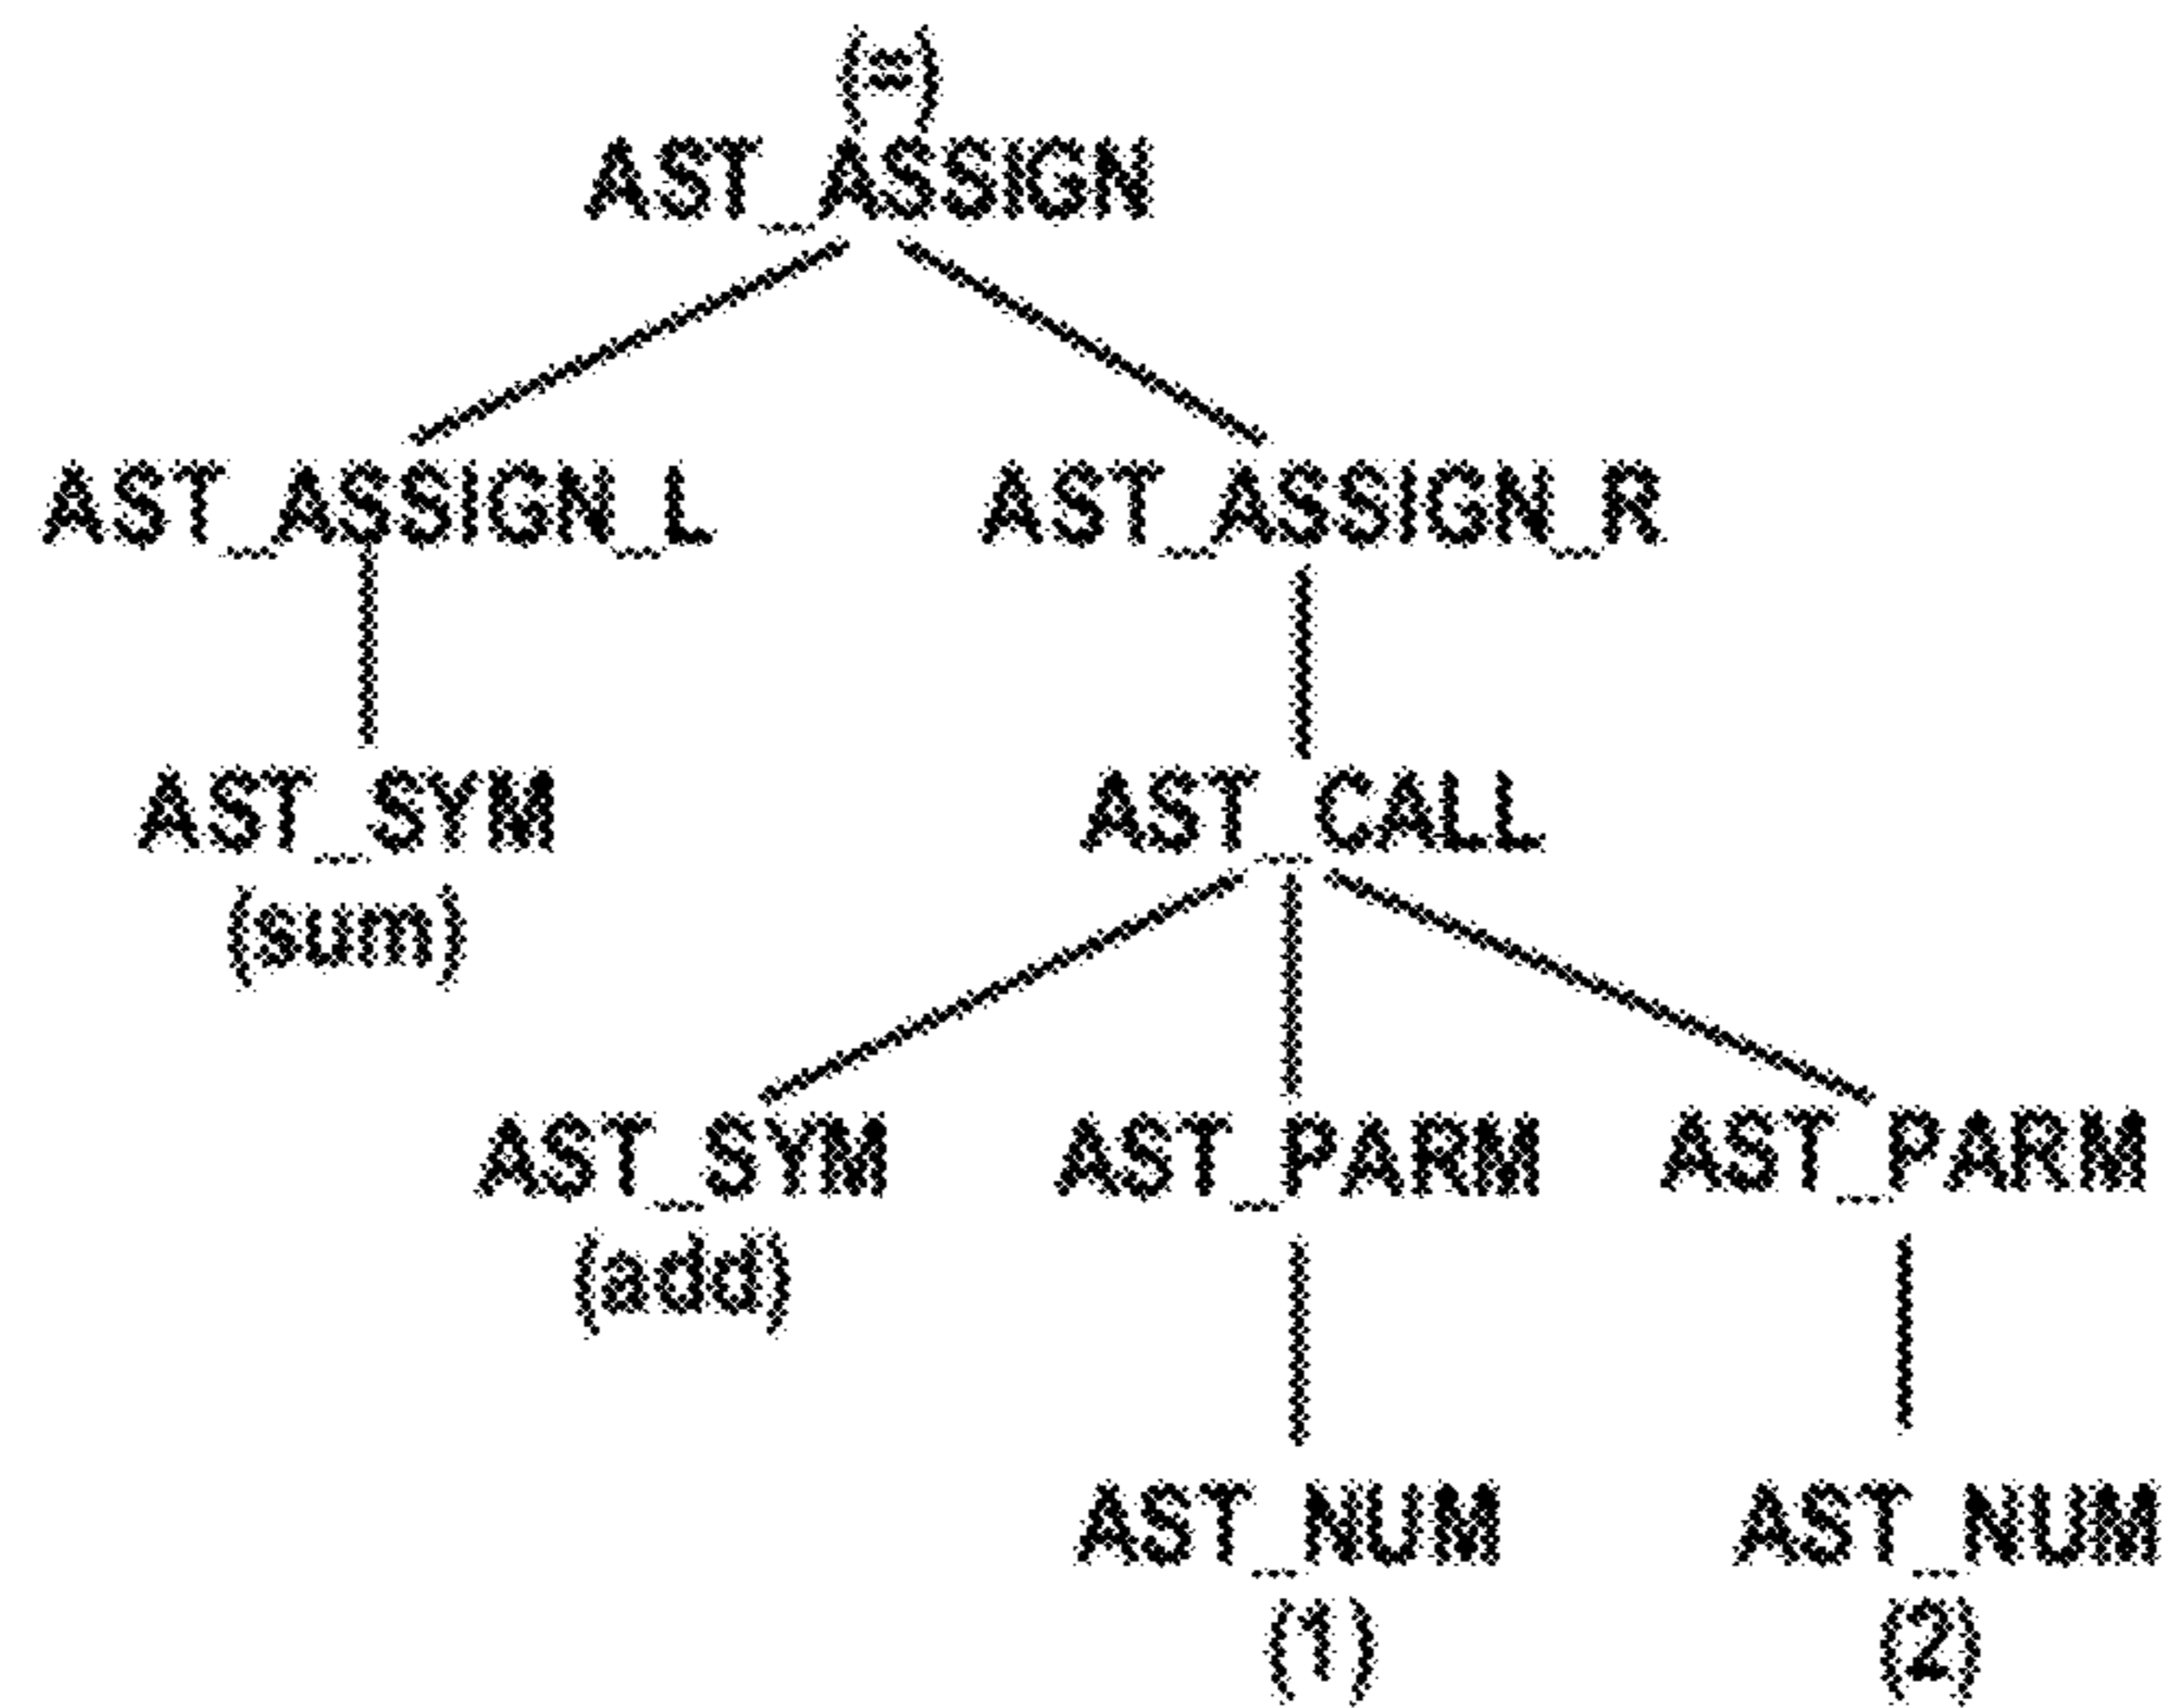 (=)
AST_ASSIGN
AST_ASSIGN_L AST_ASSIGN_R
AST_SYM AST_CALL
(sum)
AST_SYM AST_PARM AST_PARM
(add)
AST_NUM AST_NUM
(1) (2)